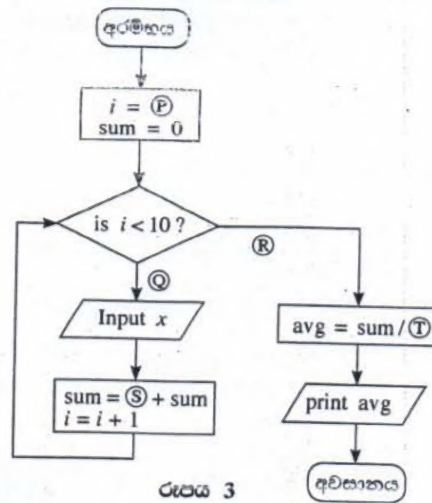 ආරම්භය
i = Ⓟ
sum = 0
is i < 10 ?
Ⓡ
Ⓠ
Input x
avg = sum / Ⓣ
sum = Ⓢ + sum
i = i + 1
print avg
අවසානය
රූපය 3